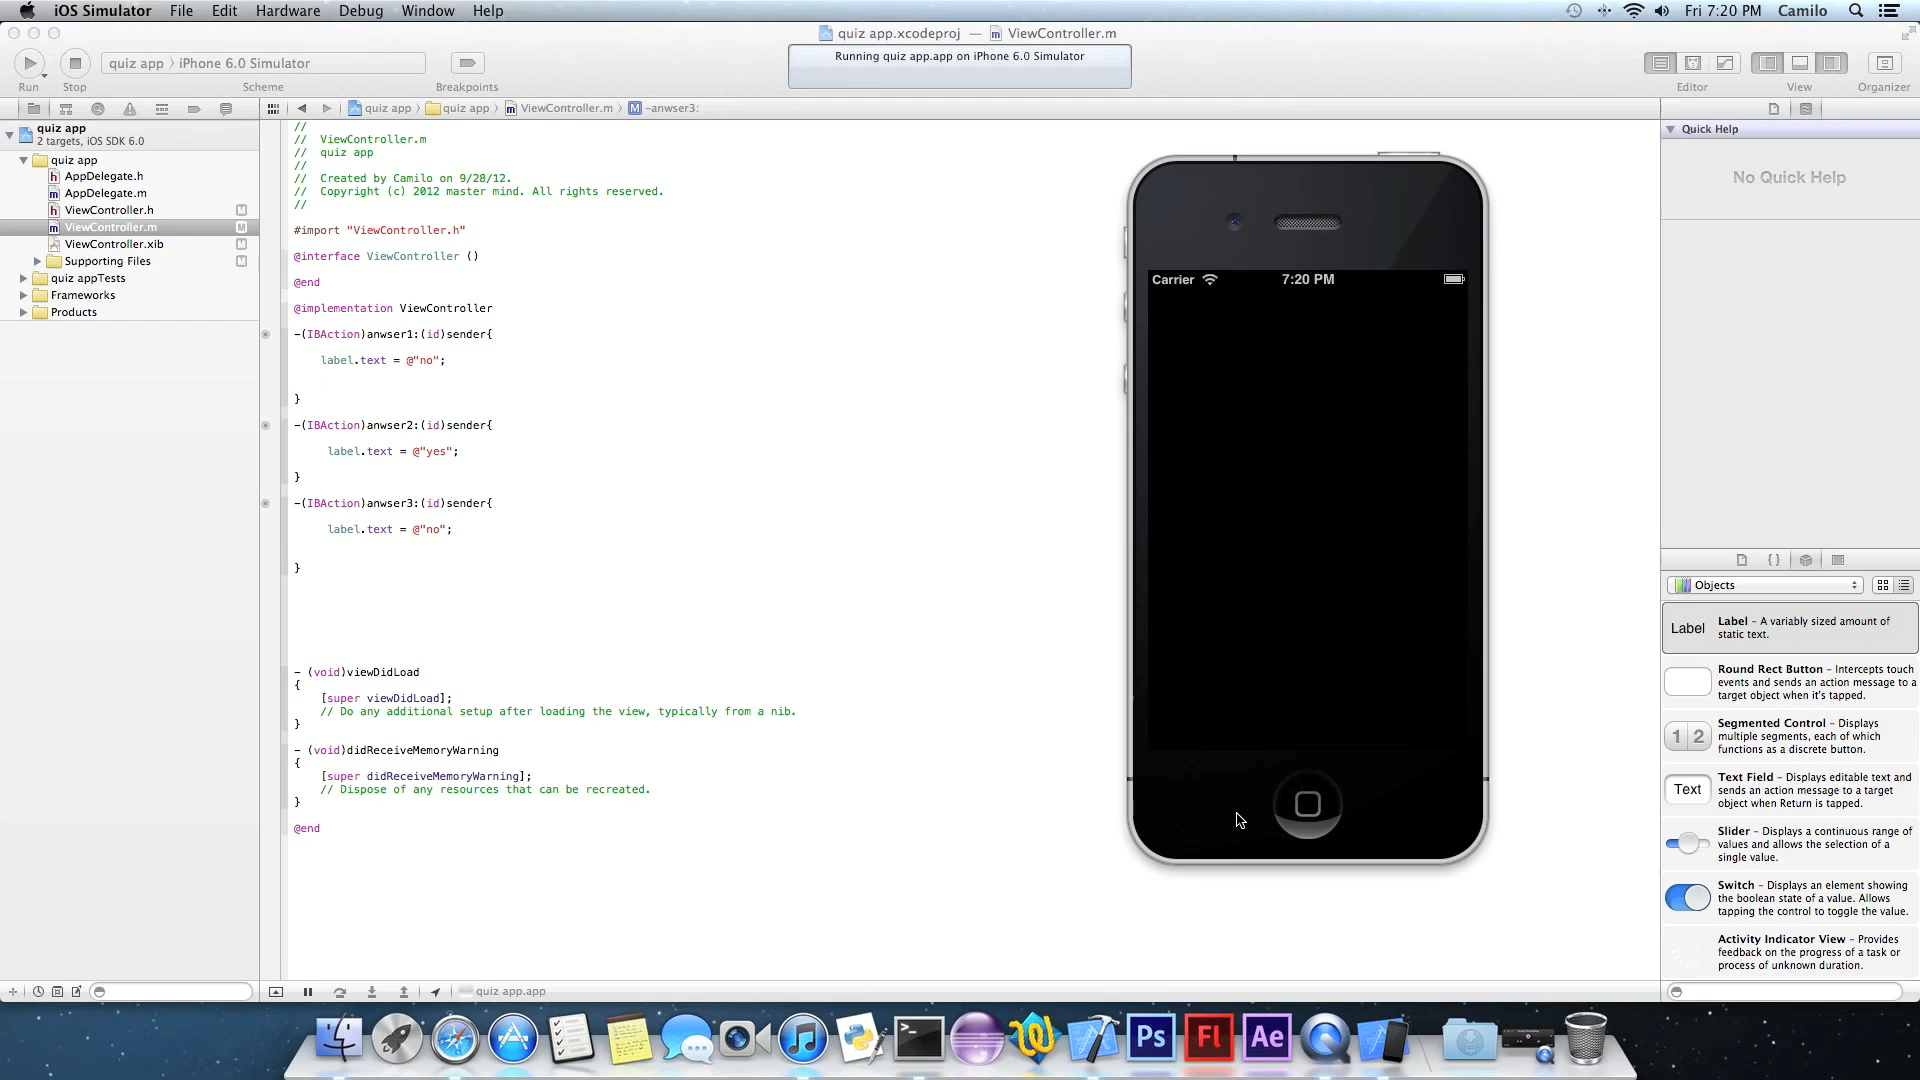 iOS Simulator File Edit Hardware Debug Window Help Fri 7:20 PM Camilo
quiz app.xcodeproj — ViewController.m
Running quiz app.app on iPhone 6.0 Simulator
quiz app iPhone 6.0 Simulator
Run Stop Scheme Breakpoints Editor View Organizer
quiz app quiz app ViewController.m M -anwser3:
quiz app
2 targets, iOS SDK 6.0
quiz app
AppDelegate.h
AppDelegate.m
ViewController.h M
ViewController.m M
ViewController.xib M
Supporting Files M
quiz appTests
Frameworks
Products
//
// ViewController.m
// quiz app
//
// Created by Camilo on 9/28/12.
// Copyright (c) 2012 master mind. All rights reserved.
//
#import "ViewController.h"
@interface ViewController ()
@end
@implementation ViewController
-(IBAction)anwser1:(id)sender{
label.text = @"no";
}
-(IBAction)anwser2:(id)sender{
label.text = @"yes";
}
-(IBAction)anwser3:(id)sender{
label.text = @"no";
}
- (void)viewDidLoad
{
[super viewDidLoad];
// Do any additional setup after loading the view, typically from a nib.
}
- (void)didReceiveMemoryWarning
{
[super didReceiveMemoryWarning];
// Dispose of any resources that can be recreated.
}
@end
Carrier 7:20 PM
Quick Help
No Quick Help
Objects
Label Label – A variably sized amount of
static text.
Round Rect Button – Intercepts touch
events and sends an action message to a
target object when it's tapped.
1 2 Segmented Control – Displays
multiple segments, each of which
functions as a discrete button.
Text Text Field – Displays editable text and
sends an action message to a target
object when Return is tapped.
Slider – Displays a continuous range of
values and allows the selection of a
single value.
Switch – Displays an element showing
the boolean state of a value. Allows
tapping the control to toggle the value.
Activity Indicator View – Provides
feedback on the progress of a task or
process of unknown duration.
quiz app.app
Ps Fl Ae